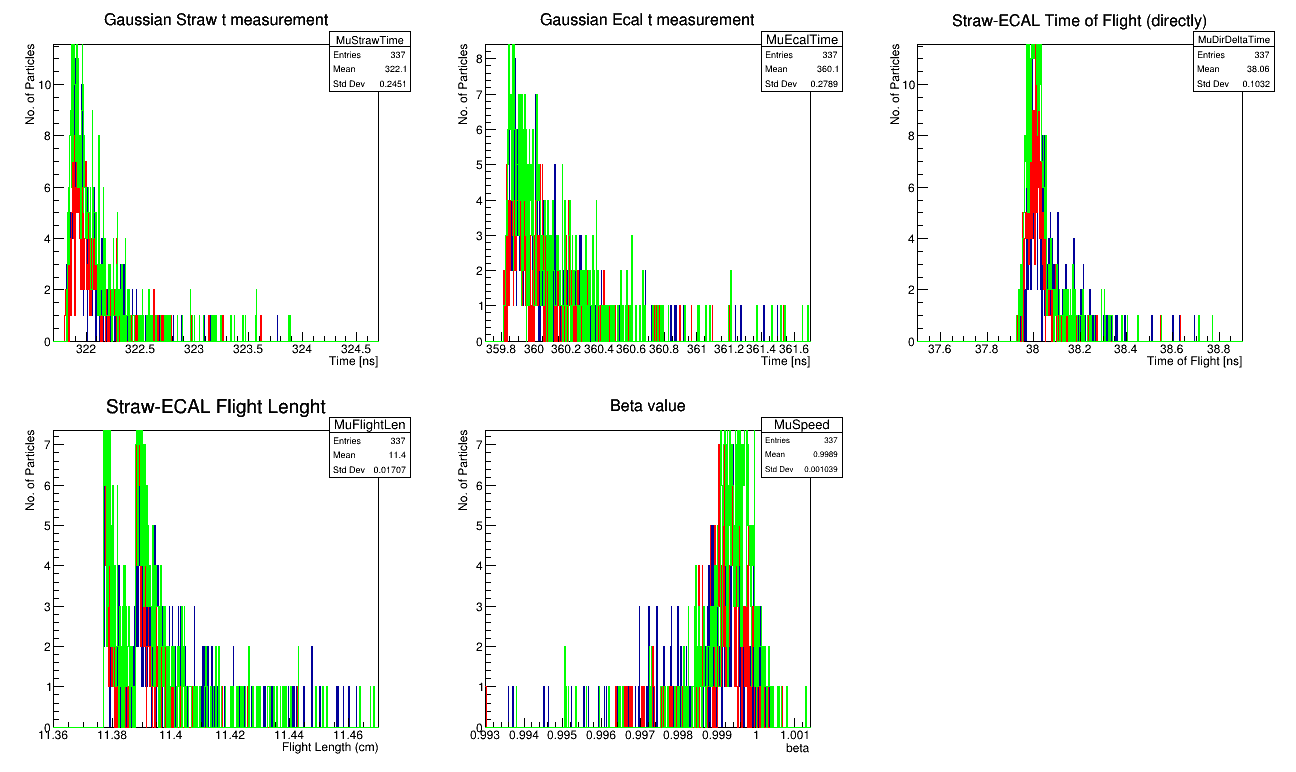 Gaussian Straw t measurement
No. of Particles
MuStrawTime
Entries 337
Mean 322.1
Std Dev 0.2451
10
8
6
4
2
0
322 322.5 323 323.5 324 324.5
Time [ns]
Gaussian Ecal t measurement
No. of Particles
MuEcalTime
Entries 337
Mean 360.1
Std Dev 0.2789
8
7
6
5
4
3
2
1
0
359.8 360 360.2 360.4 360.6 360.8 361 361.2 361.4 361.6
Time [ns]
Straw-ECAL Time of Flight (directly)
No. of Particles
MuDirDeltaTime
Entries 337
Mean 38.06
Std Dev 0.1032
10
8
6
4
2
0
37.6 37.8 38 38.2 38.4 38.6 38.8
Time of Flight [ns]
Straw-ECAL Flight Lenght
No. of Particles
MuFlightLen
Entries 337
Mean 11.4
Std Dev 0.01707
7
6
5
4
3
2
1
0
11.36 11.38 11.4 11.42 11.44 11.46
Flight Length (cm)
Beta value
No. of Particles
MuSpeed
Entries 337
Mean 0.9989
Std Dev 0.001039
7
6
5
4
3
2
1
0
0.993 0.994 0.995 0.996 0.997 0.998 0.999 1 1.001
beta